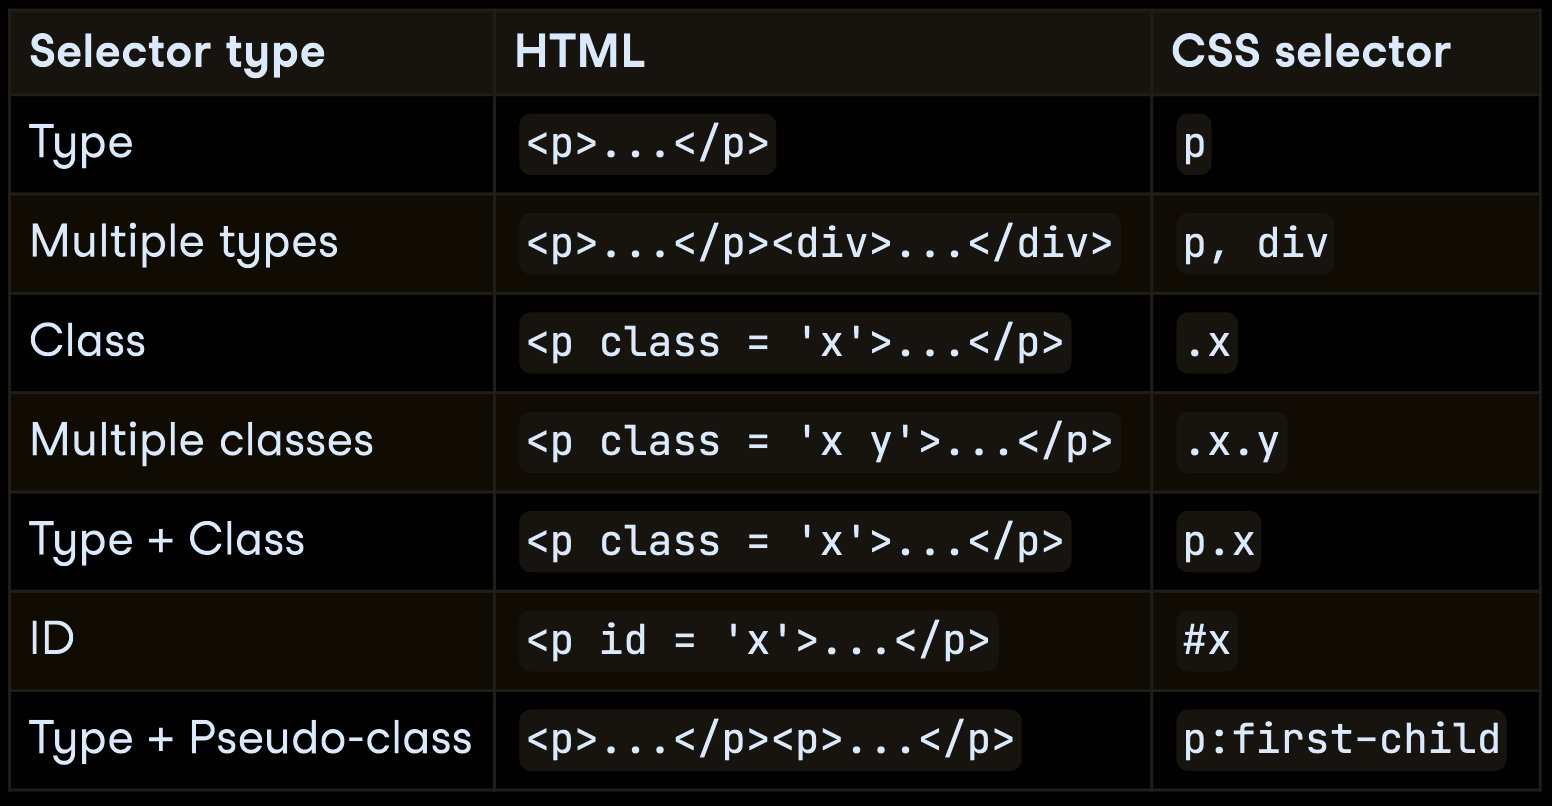 Selector type HTML CSS selector
Type <p>...</p> p
Multiple types <p>...</p><div>...</div> p, div
Class <p class = 'x'>...</p> .x
Multiple classes <p class = 'x y'>...</p> .x.y
Type + Class <p class = 'x'>...</p> p.x
ID <p id = 'x'>...</p> #x
Type + Pseudo-class <p>...</p><p>...</p> p:first-child